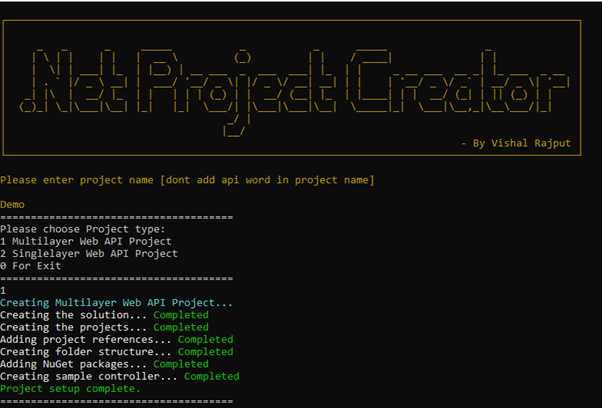 .Net Project Creator
- By Vishal Rajput
Please enter project name [dont add api word in project name]
Demo
=====================================
Please choose Project type:
1 Multilayer Web API Project
2 Singlelayer Web API Project
0 For Exit
=====================================
1
Creating Multilayer Web API Project...
Creating the solution... Completed
Creating the projects... Completed
Adding project references... Completed
Creating folder structure... Completed
Adding NuGet packages... Completed
Creating sample controller... Completed
Project setup complete.
=====================================